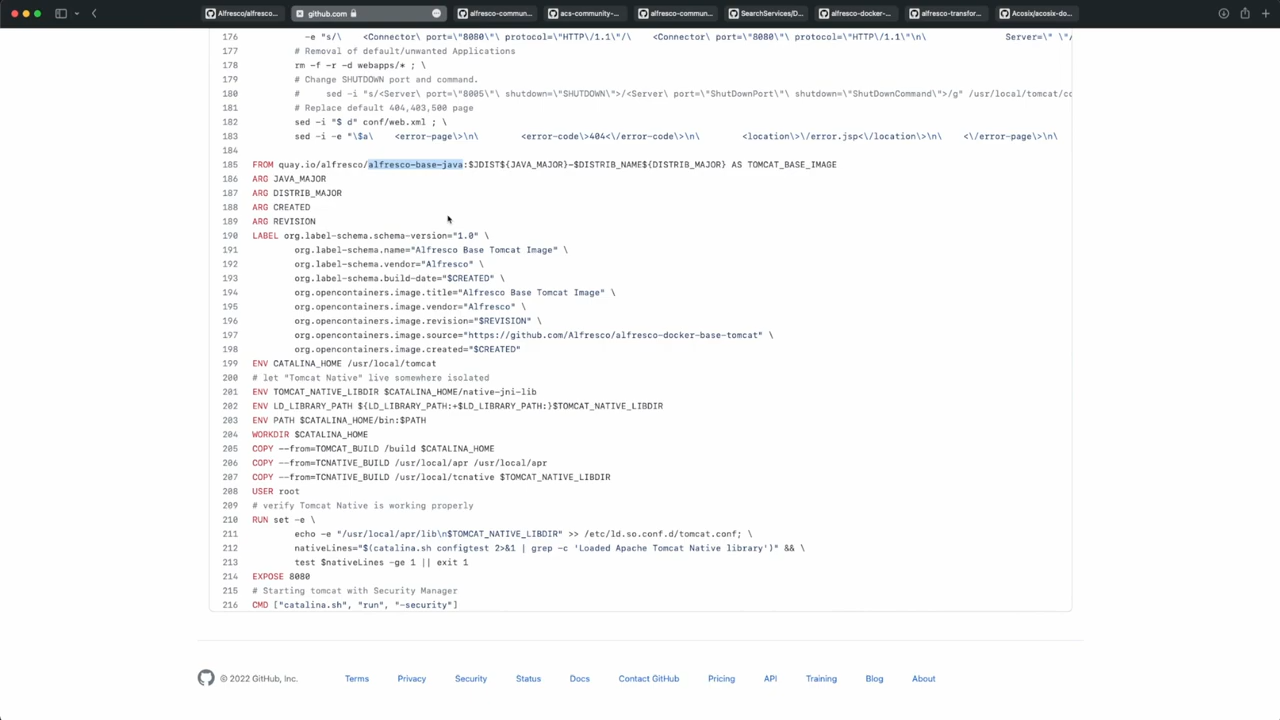 Alfresco/alfresco...
github.com
alfresco-commun...
acs-community-...
alfresco-commun...
SearchServices/D...
alfresco-docker-...
alfresco-transfor...
Acosix/acosix-do...
176 -e "s/\    <Connector\ port=\"8080\"\ protocol=\"HTTP\/1.1\"/\    <Connector\ port=\"8080\"\ protocol=\"HTTP\/1.1\"\n\    Server=\" \"/
177 # Removal of default/unwanted Applications
178 rm -f -r -d webapps/* ; \
179 # Change SHUTDOWN port and command.
180 #     sed -i "s/<Server\ port=\"8005\"\ shutdown=\"SHUTDOWN\">/<Server\ port=\"ShutDownPort\"\ shutdown=\"ShutDownCommand\">/g" /usr/local/tomcat/co
181 # Replace default 404,403,500 page
182 sed -i "$ d" conf/web.xml ; \
183 sed -i -e "\$a\    <error-page\>\n\    <error-code\>404<\/error-code\>\n\    <location\>\/error.jsp<\/location\>\n\    <\/error-page\>\n\
184
185 FROM quay.io/alfresco/alfresco-base-java:$JDIST${JAVA_MAJOR}-$DISTRIB_NAME${DISTRIB_MAJOR} AS TOMCAT_BASE_IMAGE
186 ARG JAVA_MAJOR
187 ARG DISTRIB_MAJOR
188 ARG CREATED
189 ARG REVISION
190 LABEL org.label-schema.schema-version="1.0" \
191 org.label-schema.name="Alfresco Base Tomcat Image" \
192 org.label-schema.vendor="Alfresco" \
193 org.label-schema.build-date="$CREATED" \
194 org.opencontainers.image.title="Alfresco Base Tomcat Image" \
195 org.opencontainers.image.vendor="Alfresco" \
196 org.opencontainers.image.revision="$REVISION" \
197 org.opencontainers.image.source="https://github.com/Alfresco/alfresco-docker-base-tomcat" \
198 org.opencontainers.image.created="$CREATED"
199 ENV CATALINA_HOME /usr/local/tomcat
200 # let "Tomcat Native" live somewhere isolated
201 ENV TOMCAT_NATIVE_LIBDIR $CATALINA_HOME/native-jni-lib
202 ENV LD_LIBRARY_PATH ${LD_LIBRARY_PATH:+$LD_LIBRARY_PATH:}$TOMCAT_NATIVE_LIBDIR
203 ENV PATH $CATALINA_HOME/bin:$PATH
204 WORKDIR $CATALINA_HOME
205 COPY --from=TOMCAT_BUILD /build $CATALINA_HOME
206 COPY --from=TCNATIVE_BUILD /usr/local/apr /usr/local/apr
207 COPY --from=TCNATIVE_BUILD /usr/local/tcnative $TOMCAT_NATIVE_LIBDIR
208 USER root
209 # verify Tomcat Native is working properly
210 RUN set -e \
211 echo -e "/usr/local/apr/lib\n$TOMCAT_NATIVE_LIBDIR" >> /etc/ld.so.conf.d/tomcat.conf; \
212 nativeLines="$(catalina.sh configtest 2>&1 | grep -c 'Loaded Apache Tomcat Native library')" && \
213 test $nativeLines -ge 1 || exit 1
214 EXPOSE 8080
215 # Starting tomcat with Security Manager
216 CMD ["catalina.sh", "run", "-security"]
© 2022 GitHub, Inc.
Terms
Privacy
Security
Status
Docs
Contact GitHub
Pricing
API
Training
Blog
About